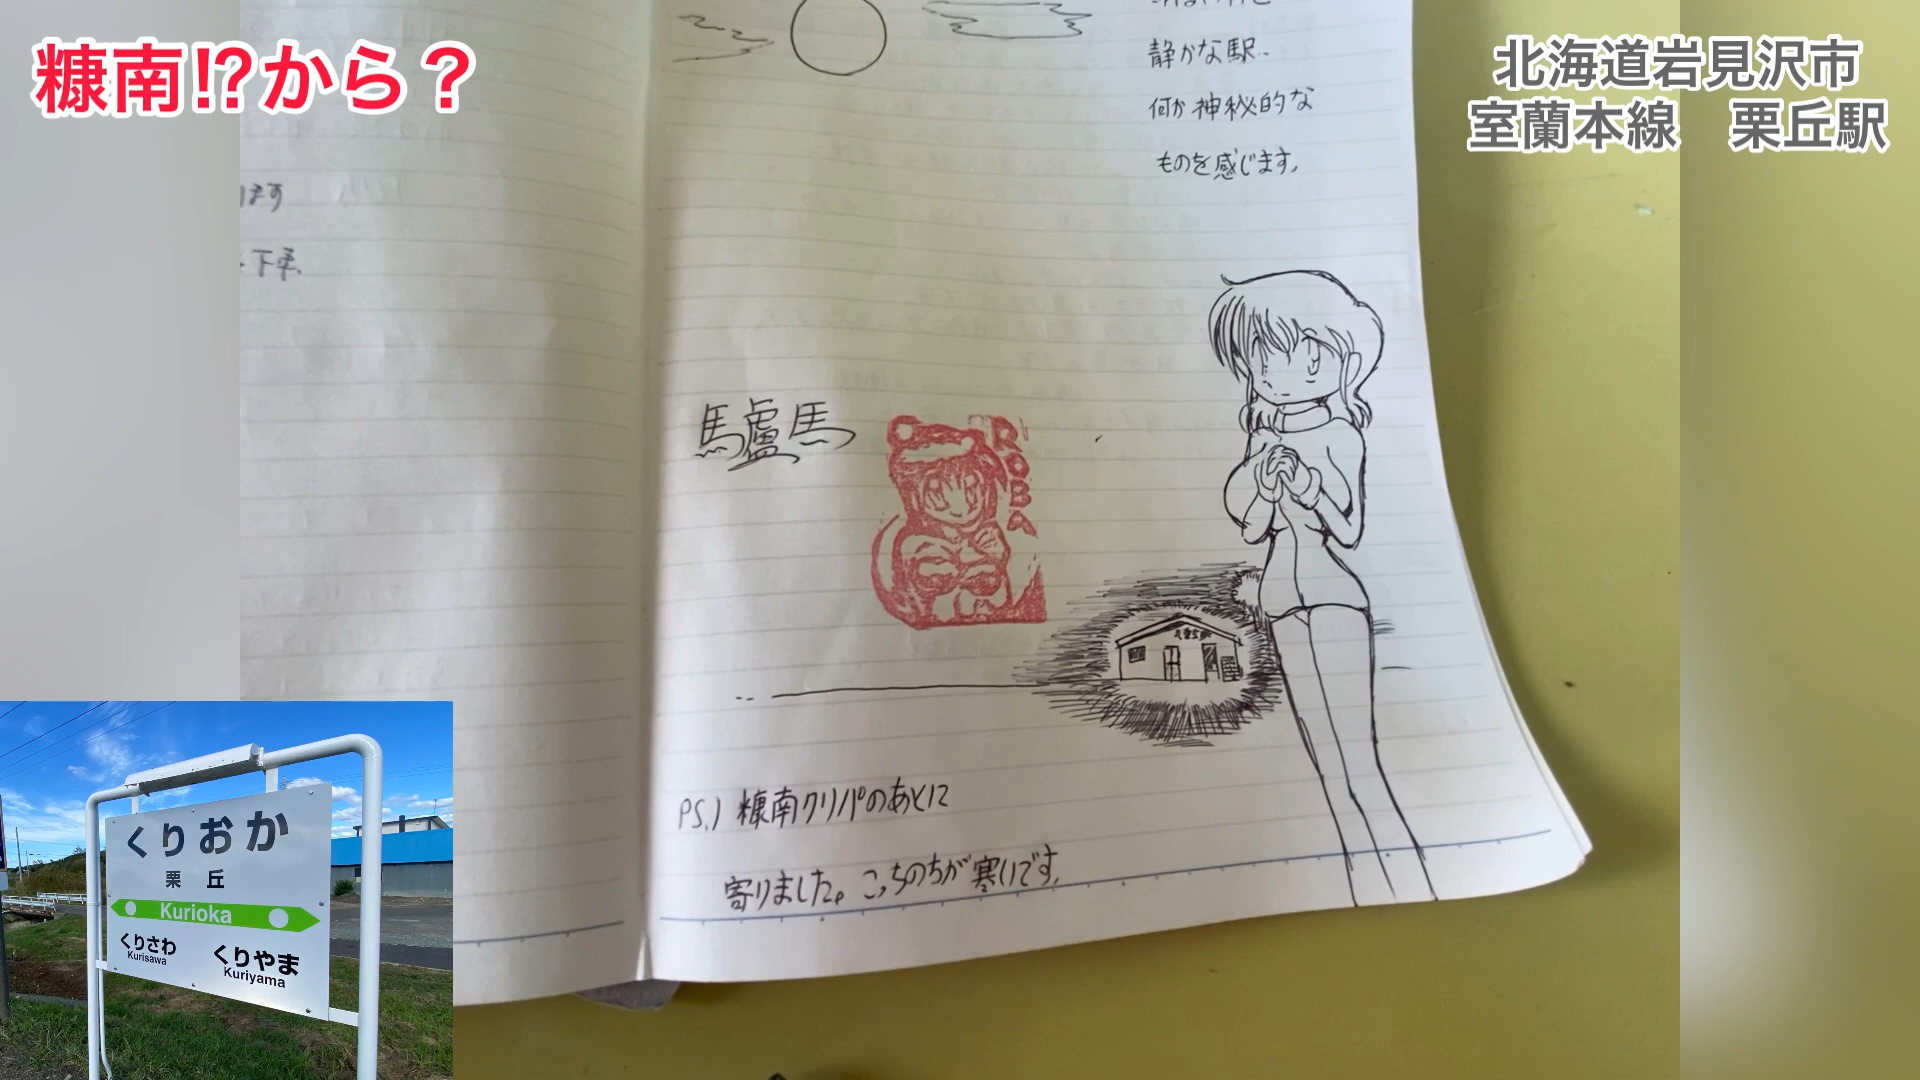 糠南⁉から？
北海道岩見沢市
室蘭本線　栗丘駅
静かな駅、
何か神秘的な
ものを感じます。
ります
下車、
驢馬
ROBA
PS.1 糠南クリパのあとに
寄りました。こっちのちが寒いです。
くりおか
栗丘
Kurioka
くりさわ
Kurisawa
くりやま
Kuriyama